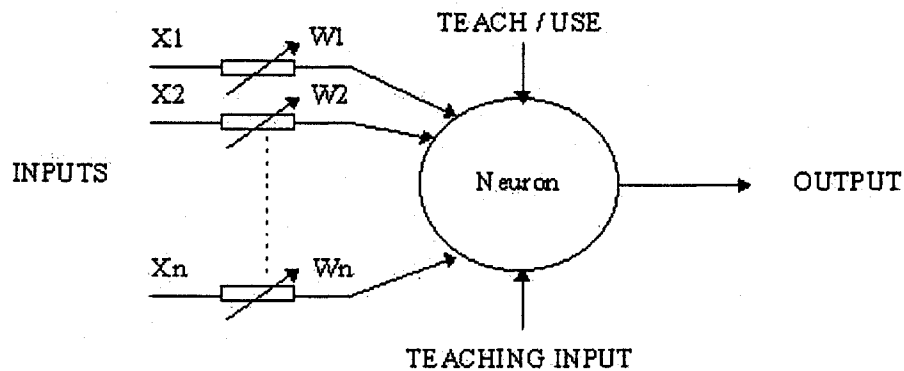 TEACH / USE
X1 W1
X2 W2
INPUTS
Neuron
OUTPUT
Xn Wn
TEACHING INPUT